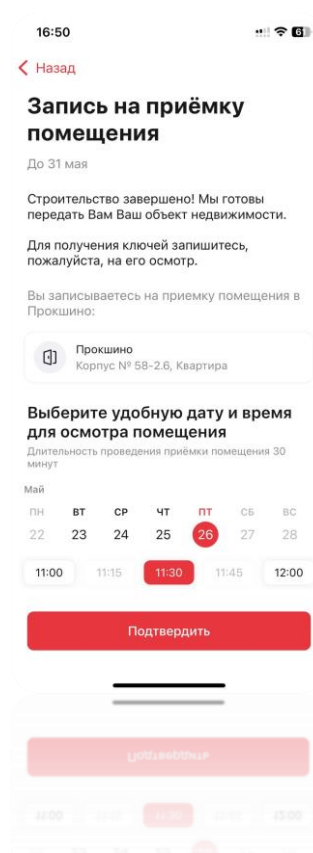 16:50
Назад
Запись на приёмку
помещения
До 31 мая
Строительство завершено! Мы готовы
передать Вам Ваш объект недвижимости.
Для получения ключей запишитесь,
пожалуйста, на его осмотр.
Вы записываетесь на приемку помещения в
Прокшино:
Прокшино
Корпус № 58-2.6, Квартира
Выберите удобную дату и время
для осмотра помещения
Длительность проведения приёмки помещения 30
минут
Май
ПН ВТ СР ЧТ ПТ СБ ВС
22 23 24 25 26 27 28
11:00 11:15 11:30 11:45 12:00
Подтвердить